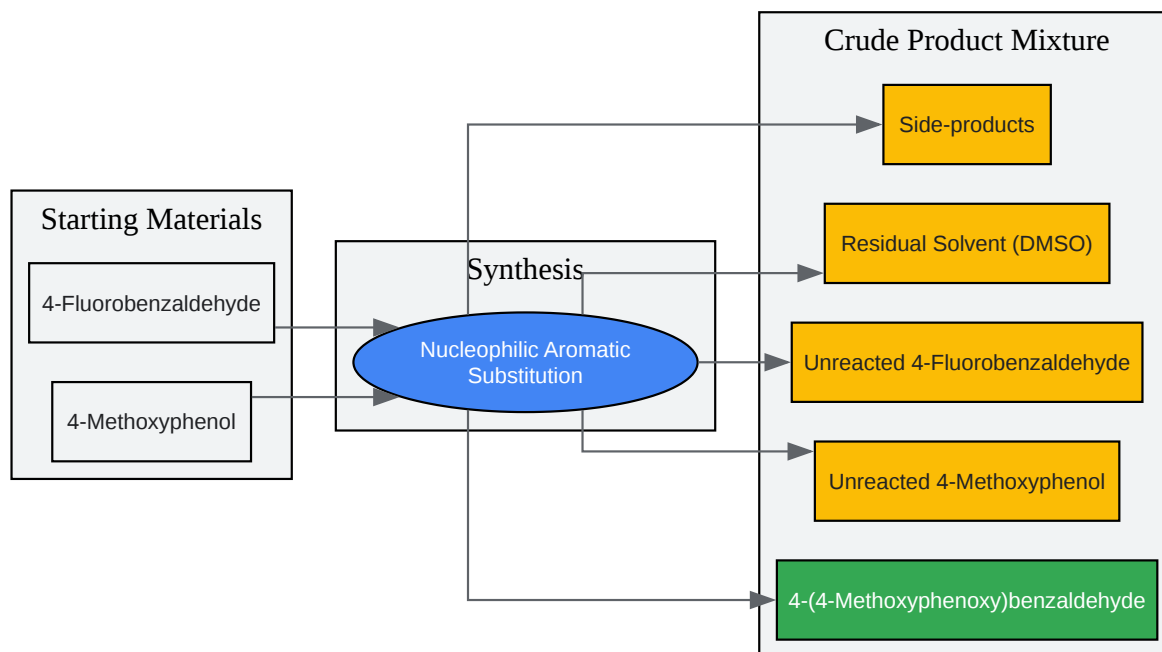 Starting Materials
4-Fluorobenzaldehyde
4-Methoxyphenol
Synthesis
Nucleophilic Aromatic
Substitution
Crude Product Mixture
Side-products
Residual Solvent (DMSO)
Unreacted 4-Fluorobenzaldehyde
Unreacted 4-Methoxyphenol
4-(4-Methoxyphenoxy)benzaldehyde